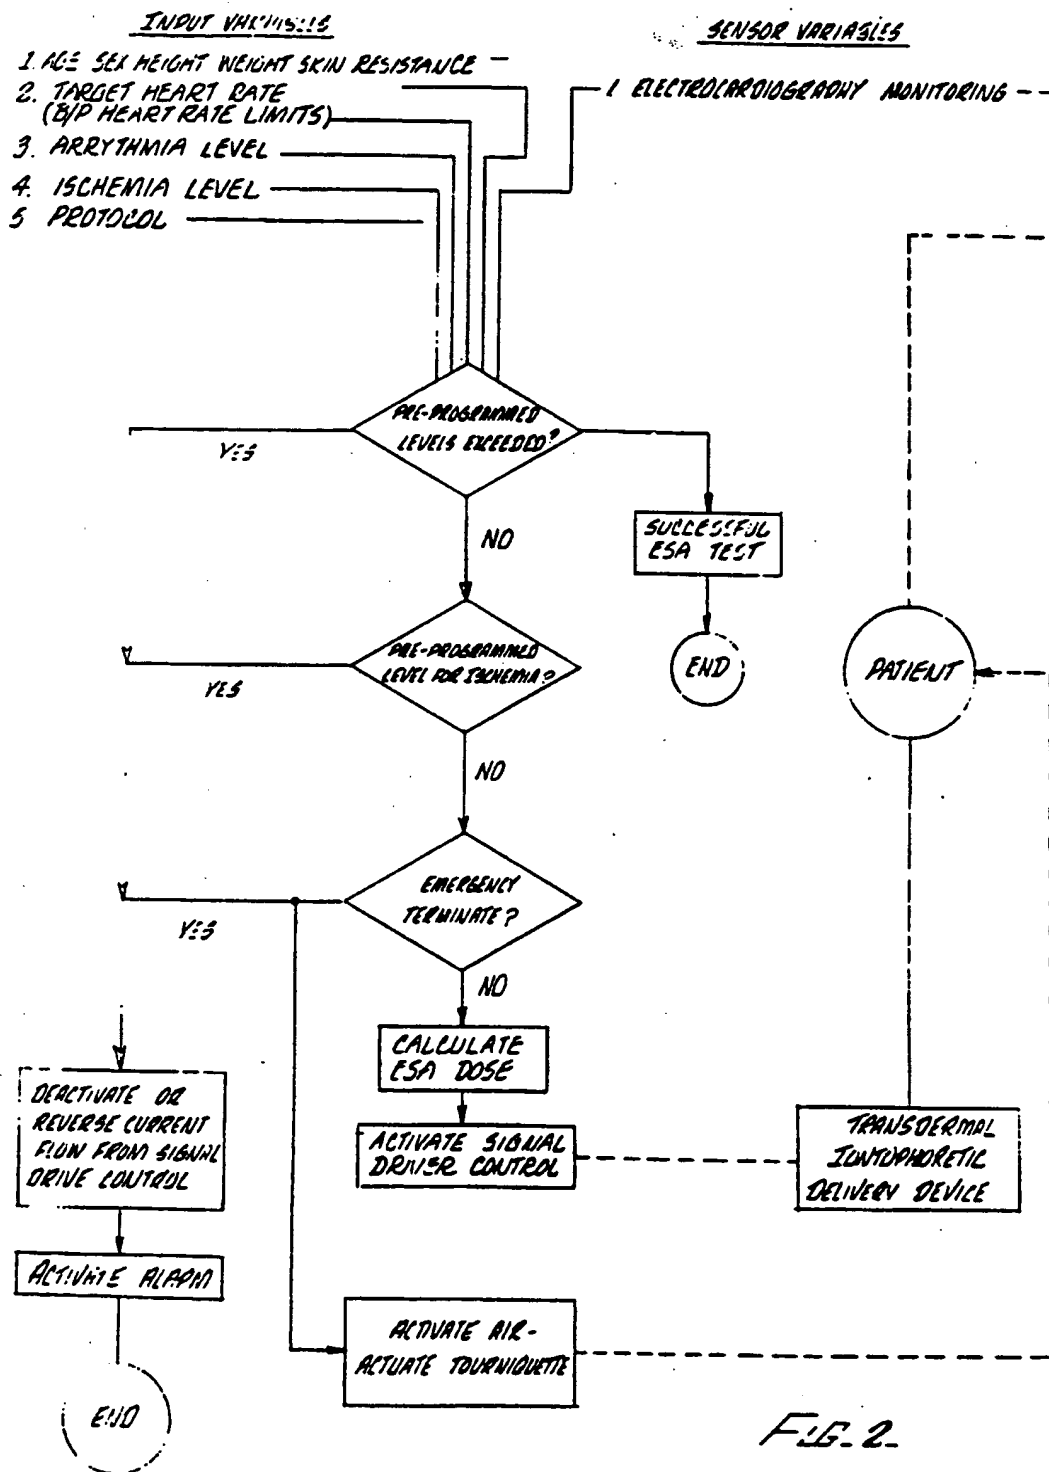 INPUT VARIABLES
SENSOR VARIABLES
1. AGE SEX HEIGHT WEIGHT SKIN RESISTANCE
2. TARGET HEART RATE
(B/P HEART RATE LIMITS)
3. ARRYTHMIA LEVEL
4. ISCHEMIA LEVEL
5 PROTOCOL
1 ELECTROCARDIOGRAPHY MONITORING
PRE-PROGRAMMED
LEVELS EXCEEDED?
YES
NO
SUCCESSFUL
ESA TEST
END
PRE-PROGRAMMED
LEVEL FOR ISCHEMIA?
YES
NO
PATIENT
EMERGENCY
TERMINATE?
YES
NO
CALCULATE
ESA DOSE
ACTIVATE SIGNAL
DRIVER CONTROL
TRANSDERMAL
IONTOPHORETIC
DELIVERY DEVICE
DEACTIVATE OR
REVERSE CURRENT
FLOW FROM SIGNAL
DRIVE CONTROL
ACTIVATE ALARM
END
ACTIVATE AIR-
ACTUATE TOURNIQUETTE
FIG. 2.